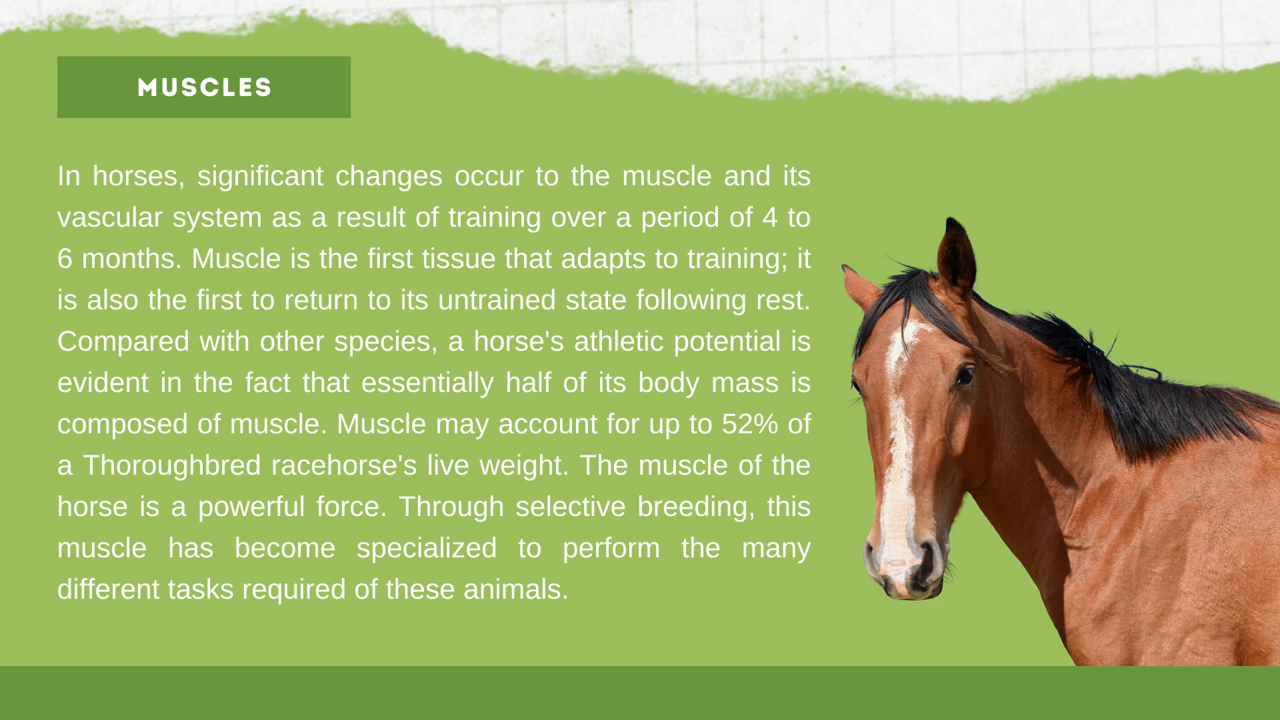 MUSCLES
In horses, significant changes occur to the muscle and its
vascular system as a result of training over a period of 4 to
6 months. Muscle is the first tissue that adapts to training; it
is also the first to return to its untrained state following rest.
Compared with other species, a horse's athletic potential is
evident in the fact that essentially half of its body mass is
composed of muscle. Muscle may account for up to 52% of
a Thoroughbred racehorse's live weight. The muscle of the
horse is a powerful force. Through selective breeding, this
muscle has become specialized to perform the many
different tasks required of these animals.